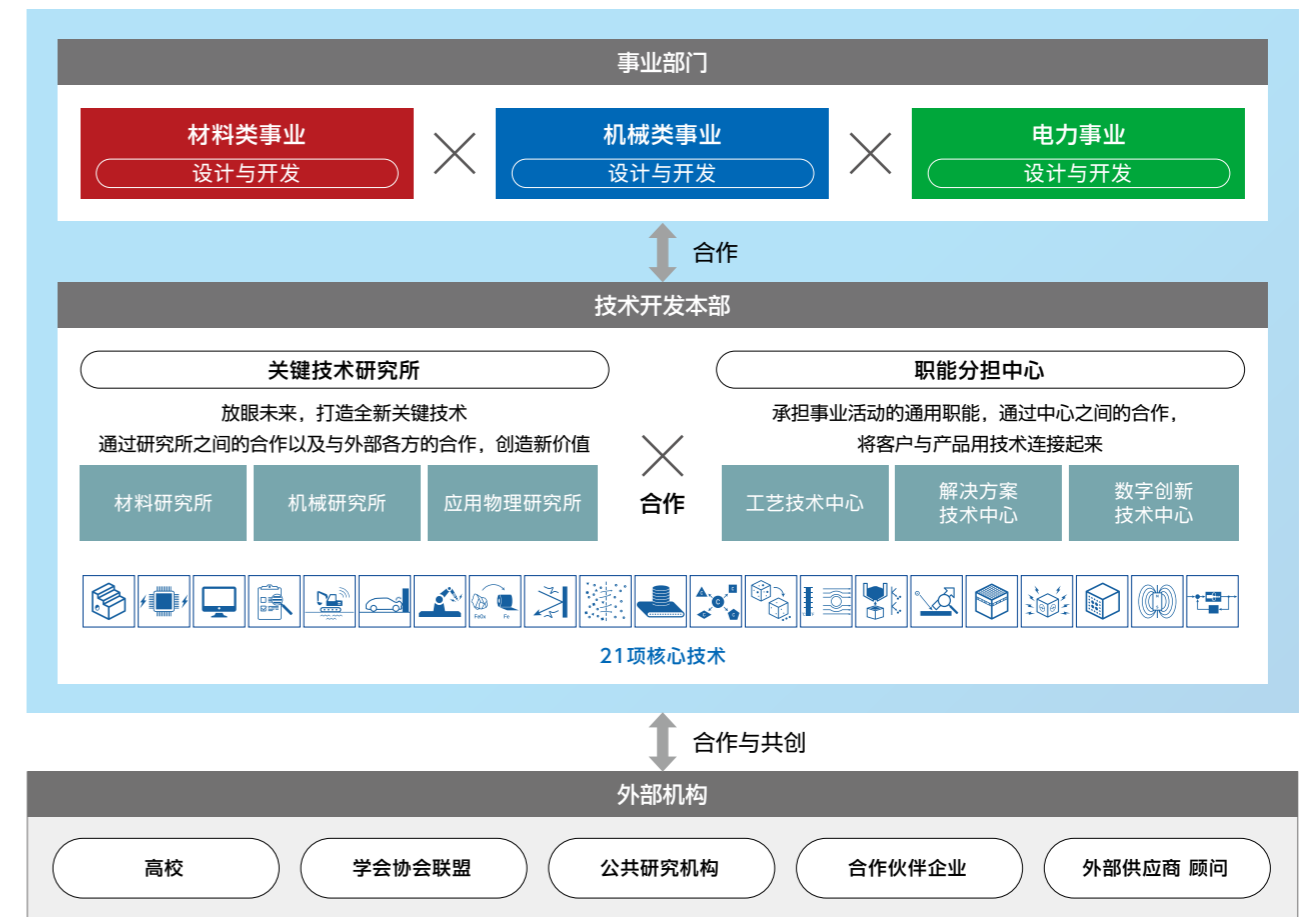 事业部门
材料类事业
设计与开发
机械类事业
设计与开发
电力事业
设计与开发
合作
技术开发本部
关键技术研究所
放眼未来，打造全新关键技术
通过研究所之间的合作以及与外部各方的合作，创造新价值
材料研究所
机械研究所
应用物理研究所
合作
职能分担中心
承担事业活动的通用职能，通过中心之间的合作，
将客户与产品用技术连接起来
工艺技术中心
解决方案
技术中心
数字创新
技术中心
FeOx Fe
A C E C
21项核心技术
合作与共创
外部机构
高校
学会协会联盟
公共研究机构
合作伙伴企业
外部供应商 顾问